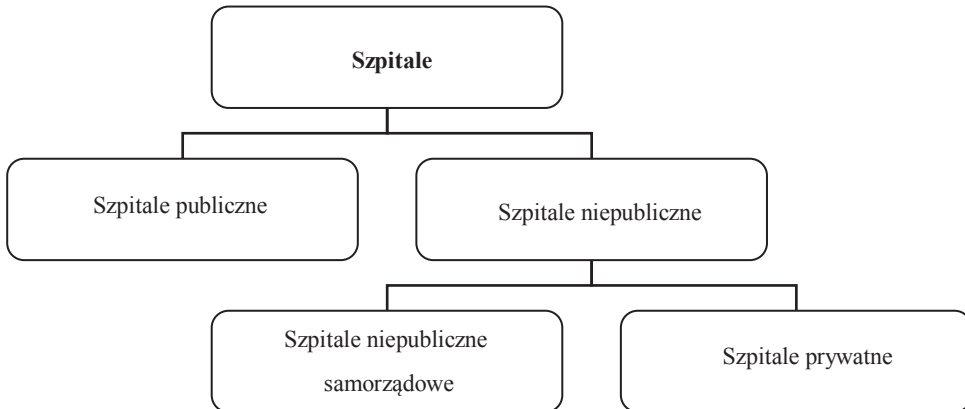 Szpitale
Szpitale publiczne
Szpitale niepubliczne
Szpitale niepubliczne
samorządowe
Szpitale prywatne